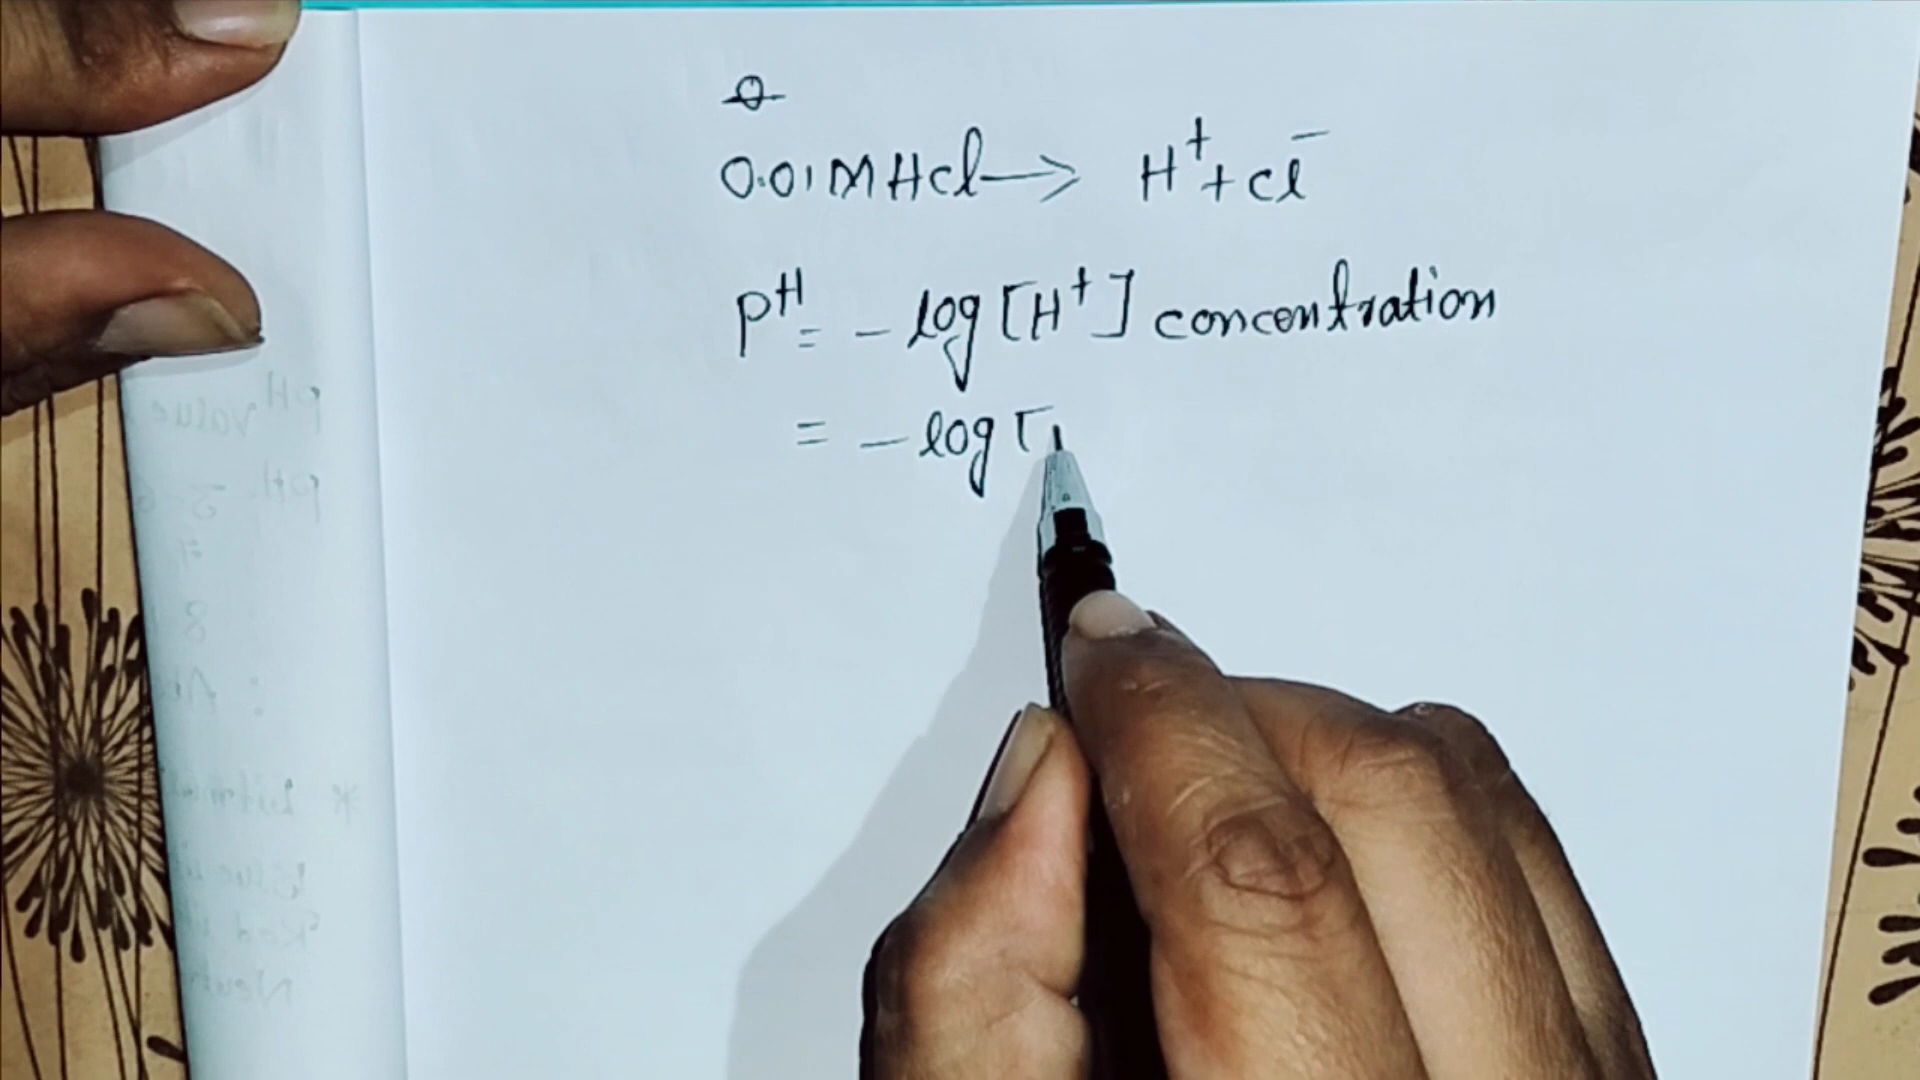 0.01M HCl → H⁺ + Cl⁻
pH = - log [H⁺] concentration
= - log [